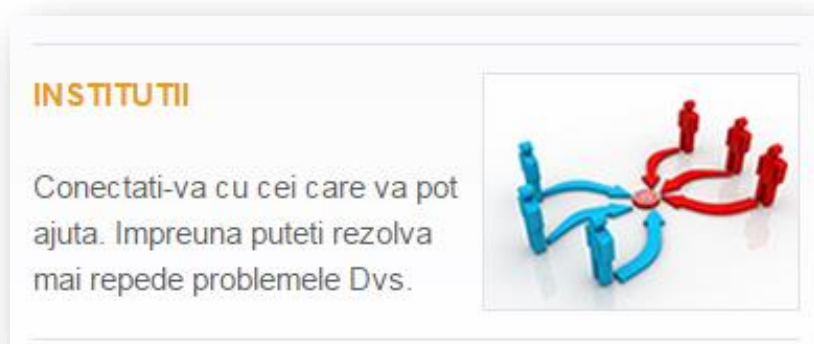 INSTITUTII
Conectati-va cu cei care va pot
ajuta. Impreuna puteti rezolva
mai repede problemele Dvs.